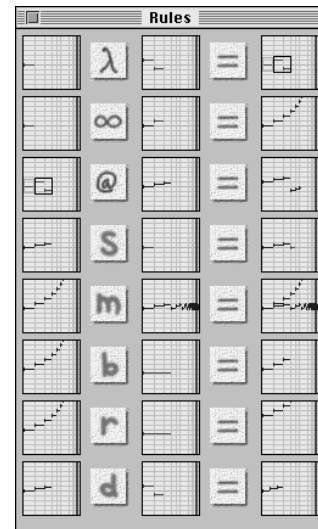 Rules
λ =
∞ =
@ =
S =
m =
b =
r =
d =